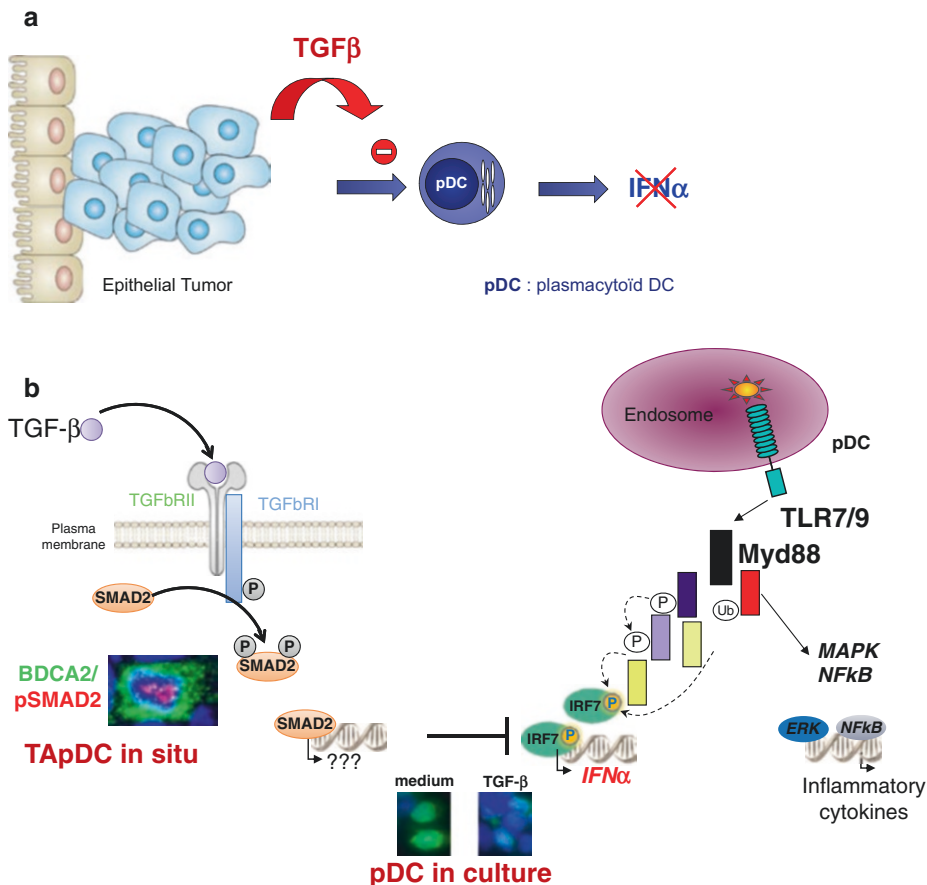 a
TGFβ
pDC
IFNα
Epithelial Tumor
pDC : plasmacytoïd DC
b
TGF-β
TGFbRII
TGFbRI
Plasma
membrane
P
SMAD2
P P
SMAD2
BDCA2/
pSMAD2
TApDC in situ
SMAD2
???
medium
TGF-β
pDC in culture
Endosome
pDC
TLR7/9
Myd88
P
Ub
P
MAPK
NFkB
IRF7
P
IRF7
P
IFNα
ERK
NFkB
Inflammatory
cytokines